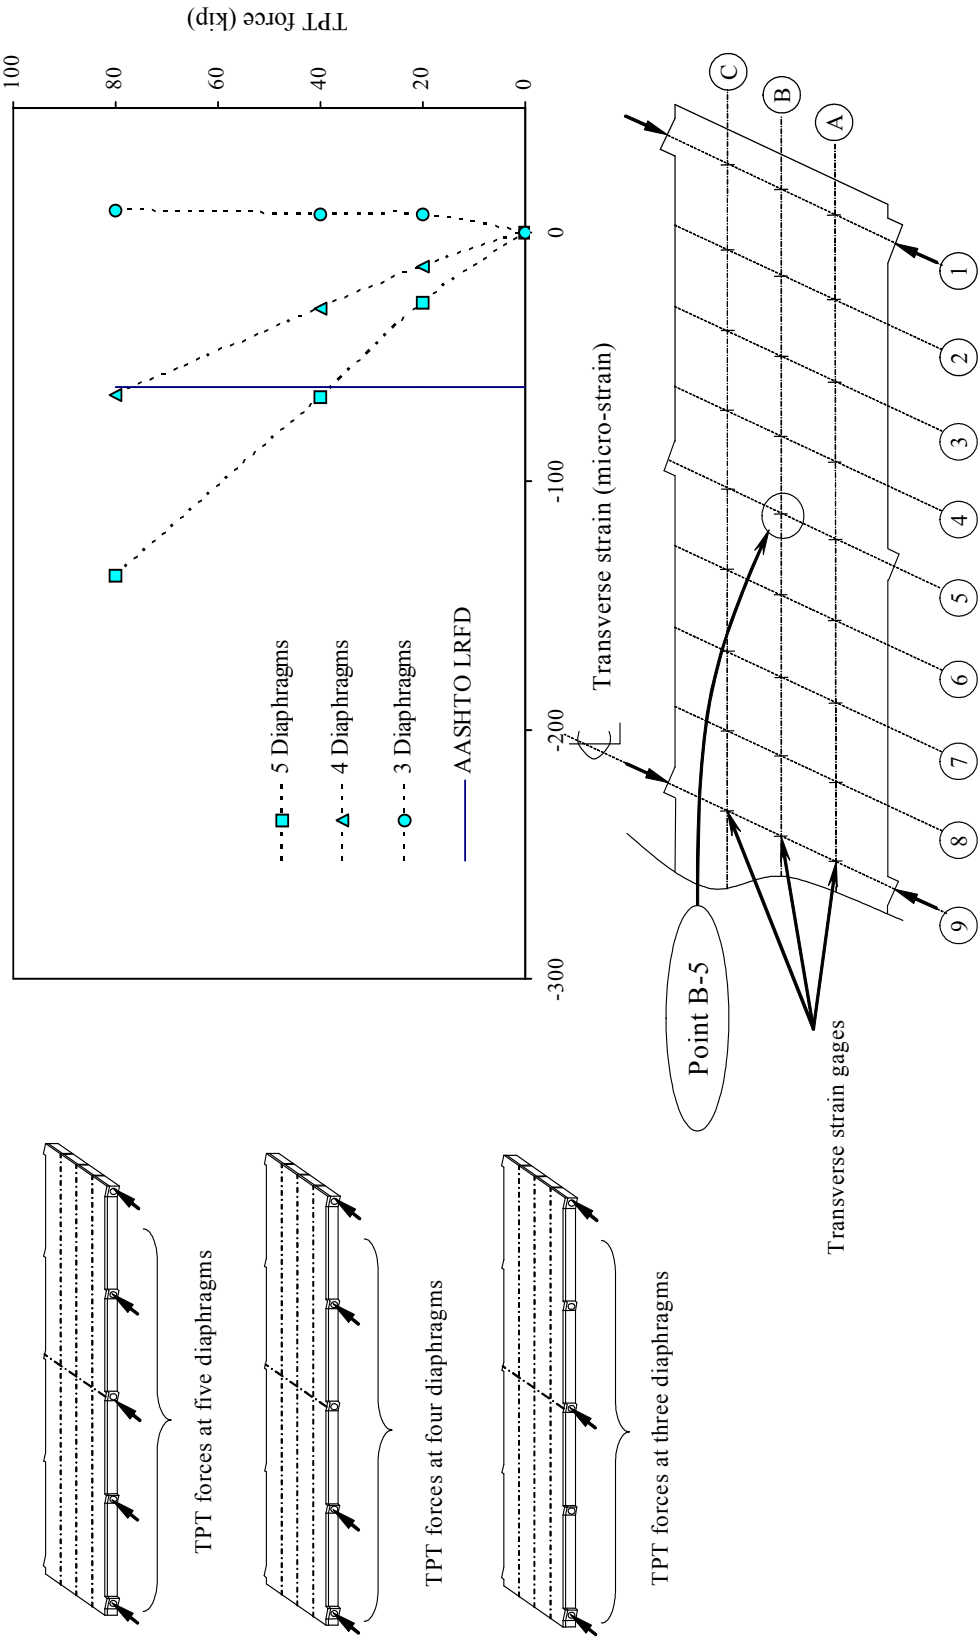 TPT forces at five diaphragms
TPT forces at four diaphragms
TPT forces at three diaphragms
TPT force (kip)
100
80
40
20
0
-300
-200
-100
0
Transverse strain (micro-strain)
5 Diaphragms
4 Diaphragms
3 Diaphragms
AASHTO LRFD
Point B-5
Transverse strain gages
C
B
A
9
8
7
6
5
4
3
2
1